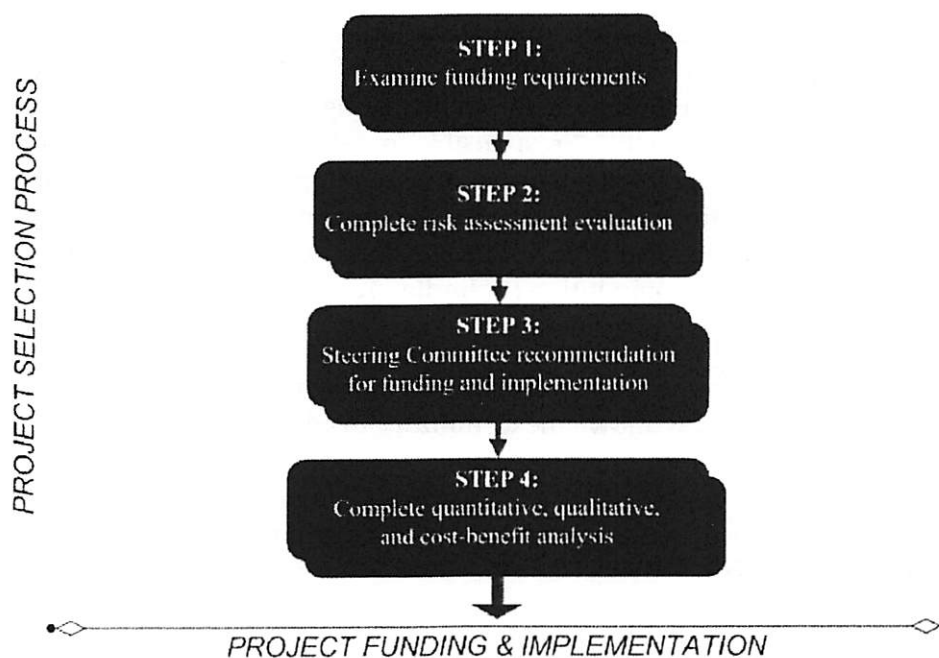 PROJECT SELECTION PROCESS
STEP 1:
Examine funding requirements
STEP 2:
Complete risk assessment evaluation
STEP 3:
Steering Committee recommendation
for funding and implementation
STEP 4:
Complete quantitative, qualitative,
and cost-benefit analysis
PROJECT FUNDING & IMPLEMENTATION